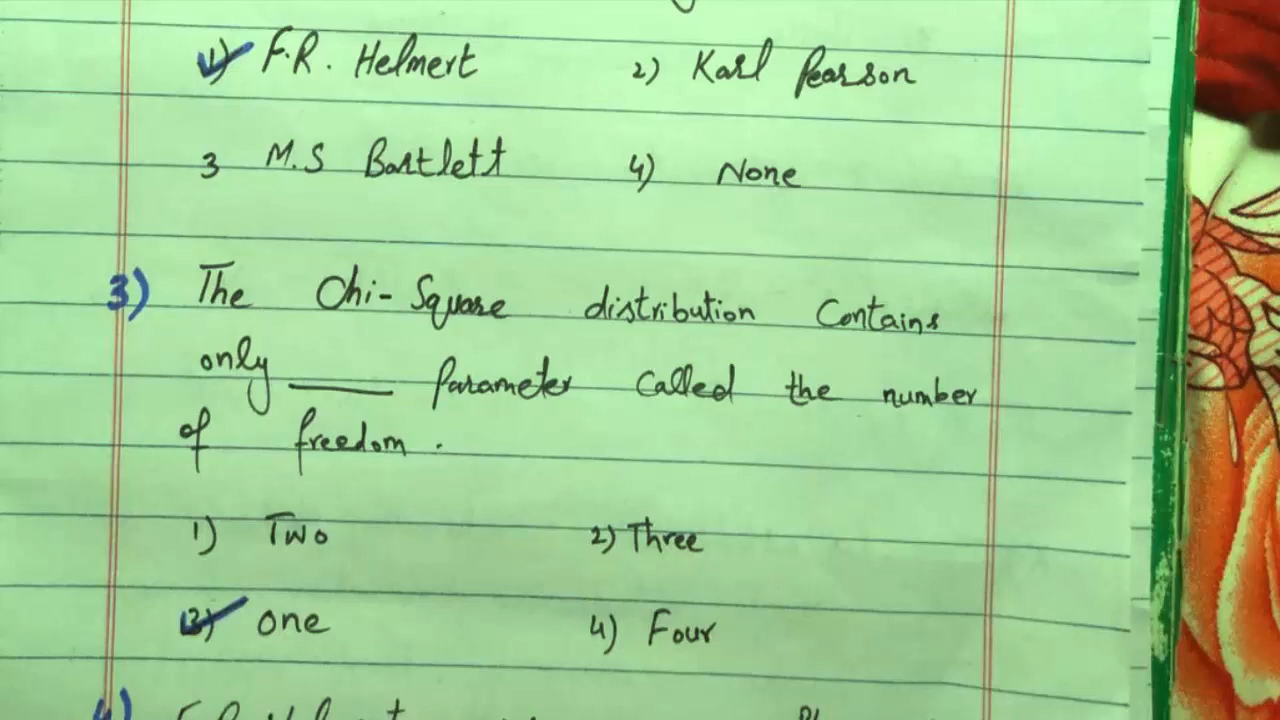 1) F.R. Helmert 2) Karl Pearson
3 M.S Bartlett 4) None
3) The Chi-Square distribution Contains
only ____ Parameter Called the number
of freedom.
1) Two 2) Three
3) one 4) Four
4)